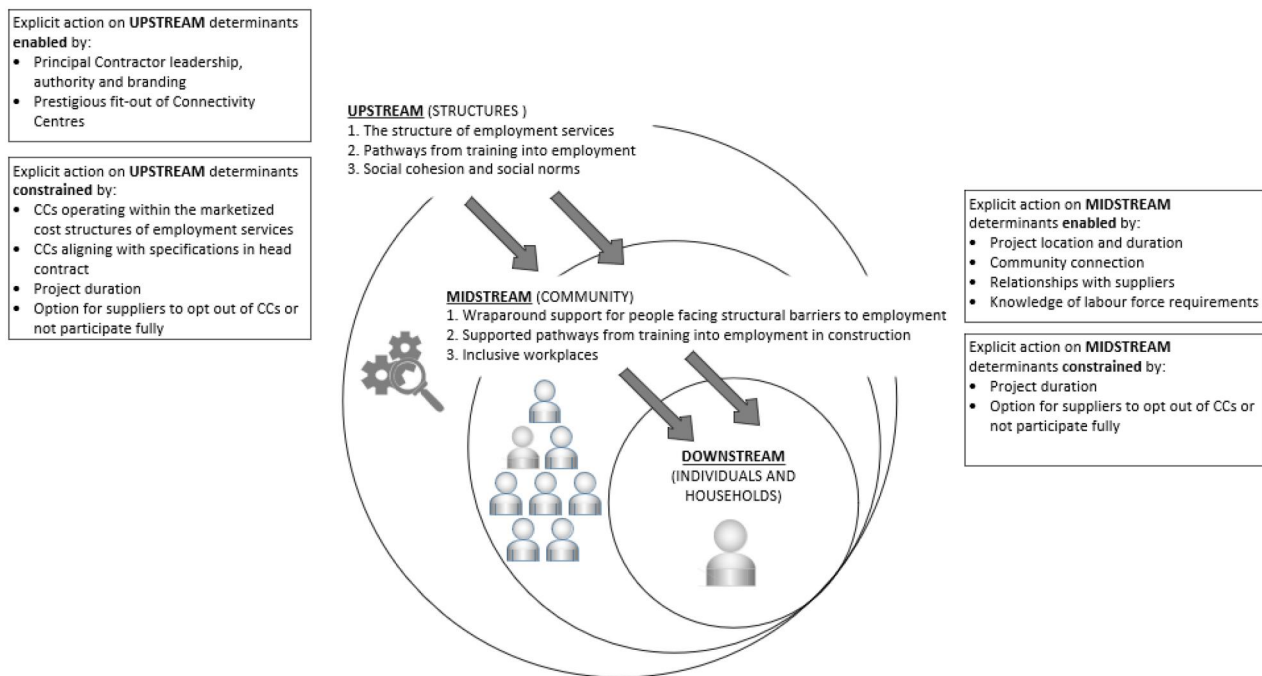 Explicit action on UPSTREAM determinants
enabled by:
• Principal Contractor leadership,
authority and branding
• Prestigious fit-out of Connectivity
Centres
Explicit action on UPSTREAM determinants
constrained by:
• CCs operating within the marketized
cost structures of employment services
• CCs aligning with specifications in head
contract
• Project duration
• Option for suppliers to opt out of CCs or
not participate fully
UPSTREAM (STRUCTURES )
1. The structure of employment services
2. Pathways from training into employment
3. Social cohesion and social norms
MIDSTREAM (COMMUNITY)
1. Wraparound support for people facing structural barriers to employment
2. Supported pathways from training into employment in construction
3. Inclusive workplaces
DOWNSTREAM
(INDIVIDUALS AND
HOUSEHOLDS)
Explicit action on MIDSTREAM
determinants enabled by:
• Project location and duration
• Community connection
• Relationships with suppliers
• Knowledge of labour force requirements
Explicit action on MIDSTREAM
determinants constrained by:
• Project duration
• Option for suppliers to opt out of CCs or
not participate fully